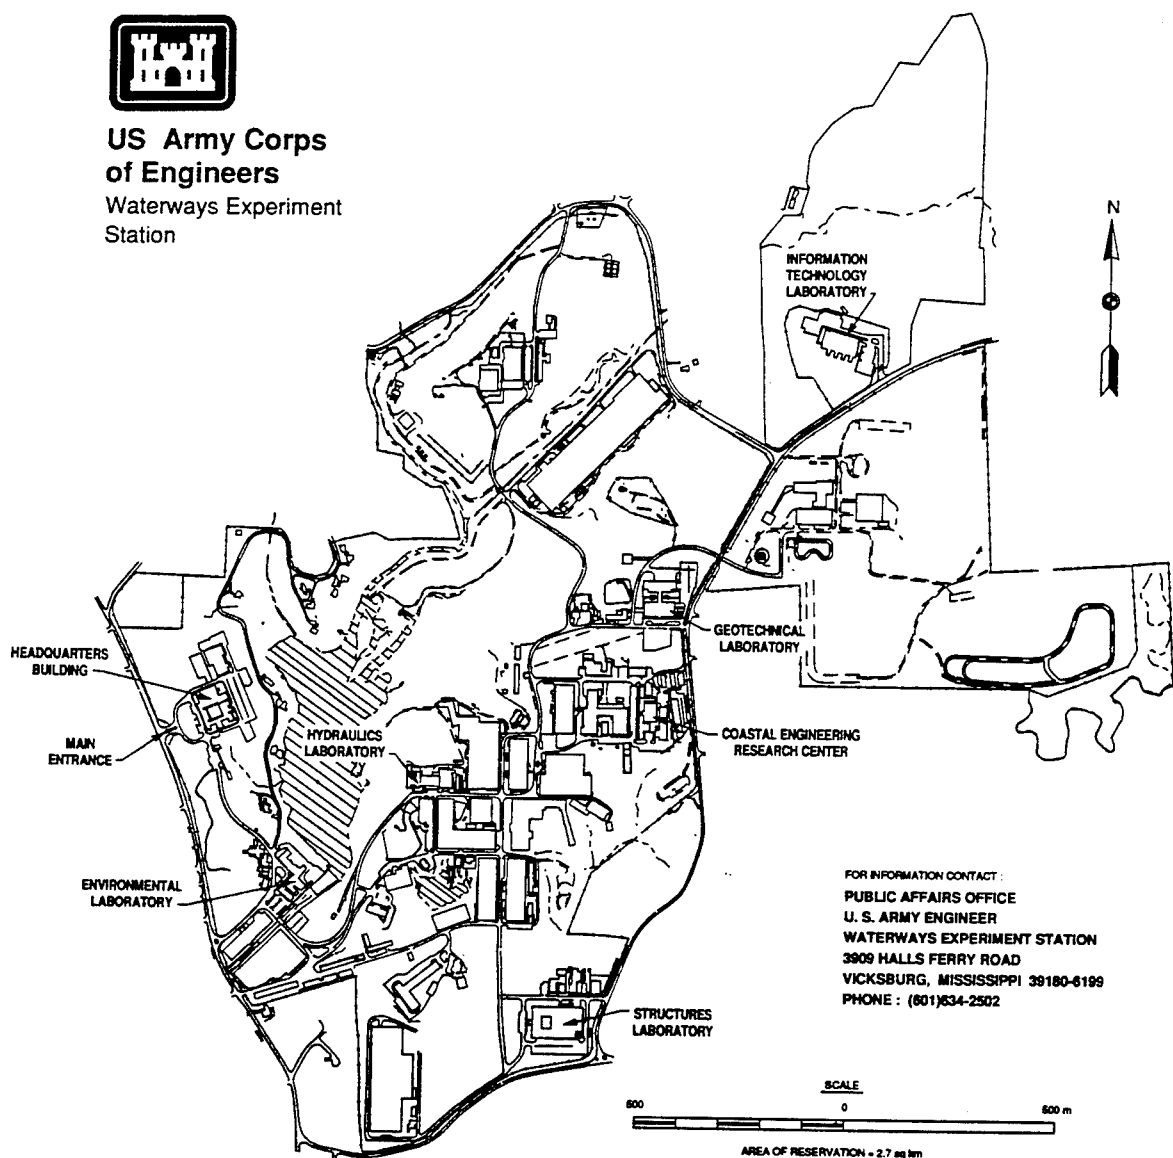 US Army Corps
of Engineers
Waterways Experiment
Station
N
INFORMATION
TECHNOLOGY
LABORATORY
HEADQUARTERS
BUILDING
MAIN
ENTRANCE
HYDRAULICS
LABORATORY
GEOTECHNICAL
LABORATORY
COASTAL ENGINEERING
RESEARCH CENTER
ENVIRONMENTAL
LABORATORY
STRUCTURES
LABORATORY
FOR INFORMATION CONTACT :
PUBLIC AFFAIRS OFFICE
U. S. ARMY ENGINEER
WATERWAYS EXPERIMENT STATION
3909 HALLS FERRY ROAD
VICKSBURG, MISSISSIPPI 39180-6199
PHONE : (601)634-2502
SCALE
500 0 500 m
AREA OF RESERVATION = 2.7 sq km